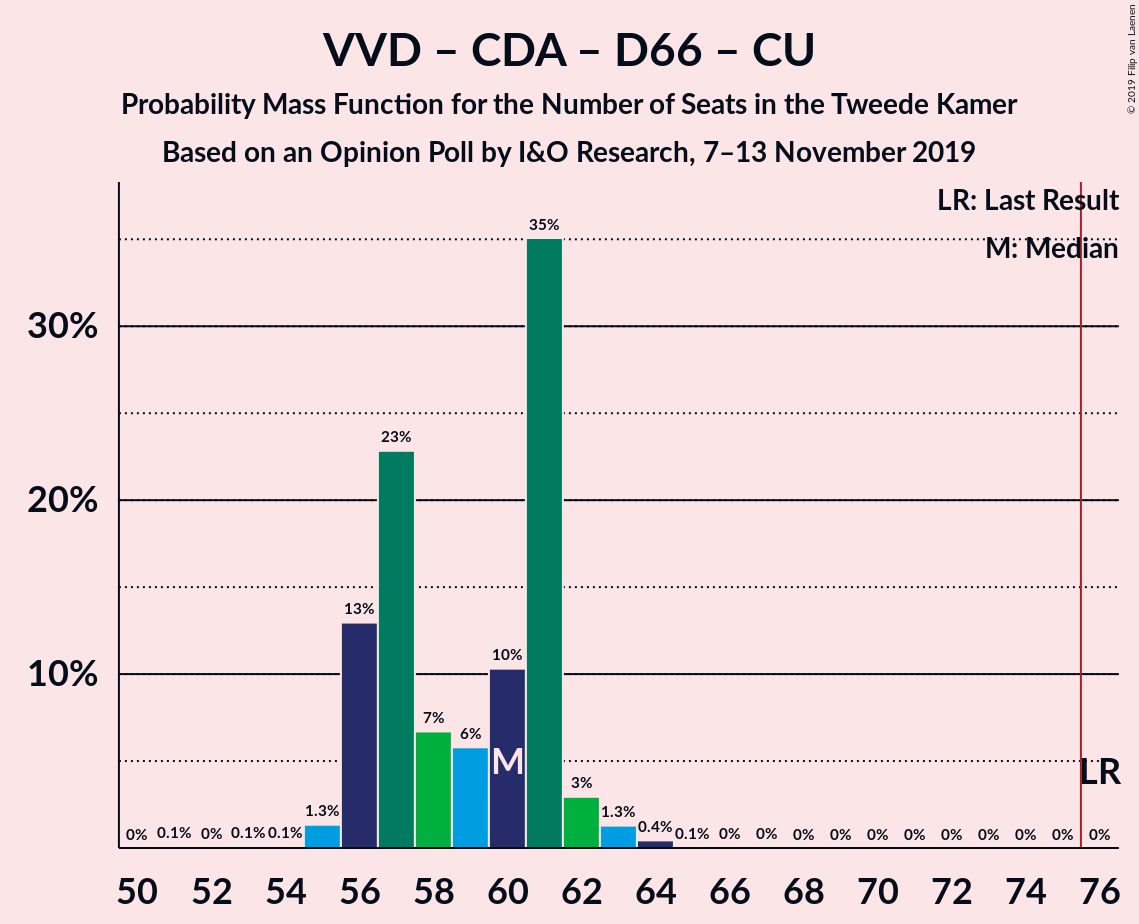 VVD – CDA – D66 – CU
Probability Mass Function for the Number of Seats in the Tweede Kamer
Based on an Opinion Poll by I&O Research, 7–13 November 2019
© 2019 Filip van Laenen
LR: Last Result
M: Median
30%
20%
10%
0% 0.1% 0% 0.1% 0.1% 1.3% 13% 23% 7% 6% 10% 35% 3% 1.3% 0.4% 0.1% 0% 0% 0% 0% 0% 0% 0% 0% 0% 0% 0%
M
LR
50 52 54 56 58 60 62 64 66 68 70 72 74 76